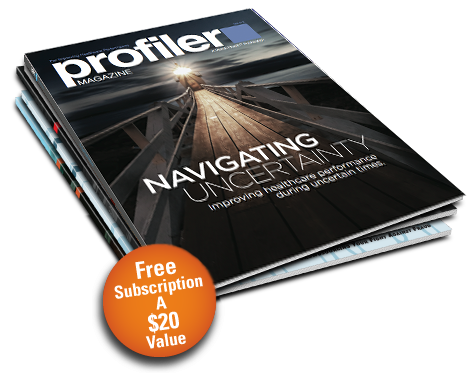 profiler
MAGAZINE
NAVIGATING
UNCERTAINTY
improving healthcare performance
during uncertain times.
Free
Subscription
A
$20
Value